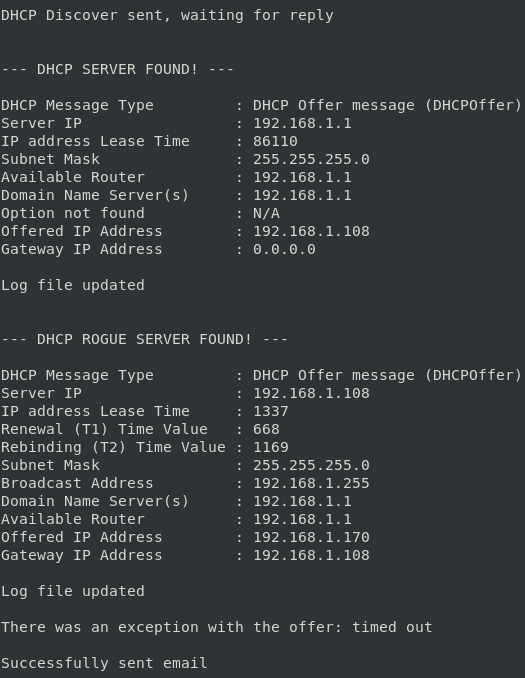 DHCP Discover sent, waiting for reply
--- DHCP SERVER FOUND! ---
DHCP Message Type : DHCP Offer message (DHCPOffer)
Server IP : 192.168.1.1
IP address Lease Time : 86110
Subnet Mask : 255.255.255.0
Available Router : 192.168.1.1
Domain Name Server(s) : 192.168.1.1
Option not found : N/A
Offered IP Address : 192.168.1.108
Gateway IP Address : 0.0.0.0
Log file updated
--- DHCP ROGUE SERVER FOUND! ---
DHCP Message Type : DHCP Offer message (DHCPOffer)
Server IP : 192.168.1.108
IP address Lease Time : 1337
Renewal (T1) Time Value : 668
Rebinding (T2) Time Value : 1169
Subnet Mask : 255.255.255.0
Broadcast Address : 192.168.1.255
Domain Name Server(s) : 192.168.1.1
Available Router : 192.168.1.1
Offered IP Address : 192.168.1.170
Gateway IP Address : 192.168.1.108
Log file updated
There was an exception with the offer: timed out
Successfully sent email